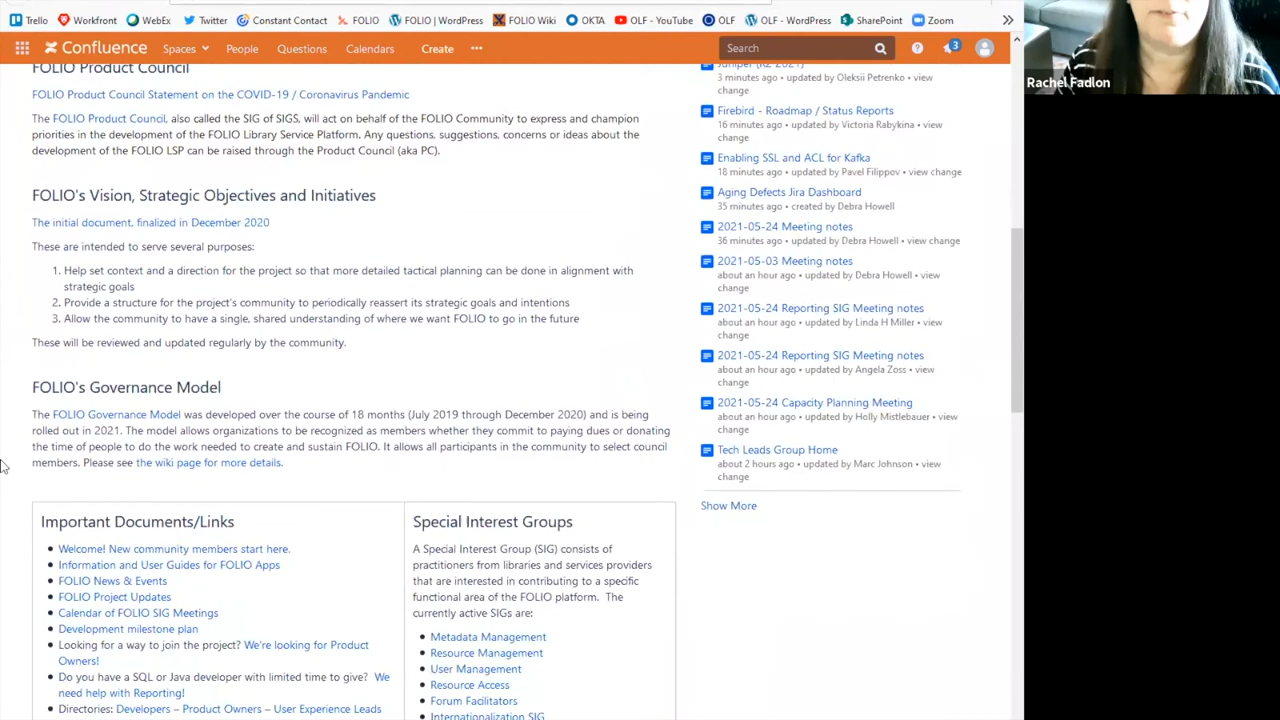 Trello Workfront WebEx Twitter Constant Contact FOLIO FOLIO | WordPress FOLIO Wiki OKTA OLF - YouTube OLF OLF - WordPress SharePoint Zoom
Confluence Spaces People Questions Calendars Create Search 3
FOLIO Product Council
FOLIO Product Council Statement on the COVID-19 / Coronavirus Pandemic
The FOLIO Product Council, also called the SIG of SIGS, will act on behalf of the FOLIO Community to express and champion
priorities in the development of the FOLIO Library Service Platform. Any questions, suggestions, concerns or ideas about the
development of the FOLIO LSP can be raised through the Product Council (aka PC).
FOLIO's Vision, Strategic Objectives and Initiatives
The initial document, finalized in December 2020
These are intended to serve several purposes:
1. Help set context and a direction for the project so that more detailed tactical planning can be done in alignment with
strategic goals
2. Provide a structure for the project's community to periodically reassert its strategic goals and intentions
3. Allow the community to have a single, shared understanding of where we want FOLIO to go in the future
These will be reviewed and updated regularly by the community.
FOLIO's Governance Model
The FOLIO Governance Model was developed over the course of 18 months (July 2019 through December 2020) and is being
rolled out in 2021. The model allows organizations to be recognized as members whether they commit to paying dues or donating
the time of people to do the work needed to create and sustain FOLIO. It allows all participants in the community to select council
members. Please see the wiki page for more details.
Important Documents/Links
Welcome! New community members start here.
Information and User Guides for FOLIO Apps
FOLIO News & Events
FOLIO Project Updates
Calendar of FOLIO SIG Meetings
Development milestone plan
Looking for a way to join the project? We're looking for Product
Owners!
Do you have a SQL or Java developer with limited time to give? We
need help with Reporting!
Directories: Developers – Product Owners – User Experience Leads
Special Interest Groups
A Special Interest Group (SIG) consists of
practitioners from libraries and services providers
that are interested in contributing to a specific
functional area of the FOLIO platform. The
currently active SIGs are:
Metadata Management
Resource Management
User Management
Resource Access
Forum Facilitators
Internationalization SIG
Juniper (R2 2021)
3 minutes ago • updated by Oleksii Petrenko • view
change
Firebird - Roadmap / Status Reports
16 minutes ago • updated by Victoria Rabykina • view
change
Enabling SSL and ACL for Kafka
18 minutes ago • updated by Pavel Filippov • view change
Aging Defects Jira Dashboard
35 minutes ago • created by Debra Howell
2021-05-24 Meeting notes
36 minutes ago • updated by Debra Howell • view change
2021-05-03 Meeting notes
about an hour ago • updated by Debra Howell • view
change
2021-05-24 Reporting SIG Meeting notes
about an hour ago • updated by Linda H Miller • view
change
2021-05-24 Reporting SIG Meeting notes
about an hour ago • updated by Angela Zoss • view
change
2021-05-24 Capacity Planning Meeting
about an hour ago • updated by Holly Mistlebauer • view
change
Tech Leads Group Home
about 2 hours ago • updated by Marc Johnson • view
change
Show More
Rachel Fadlon